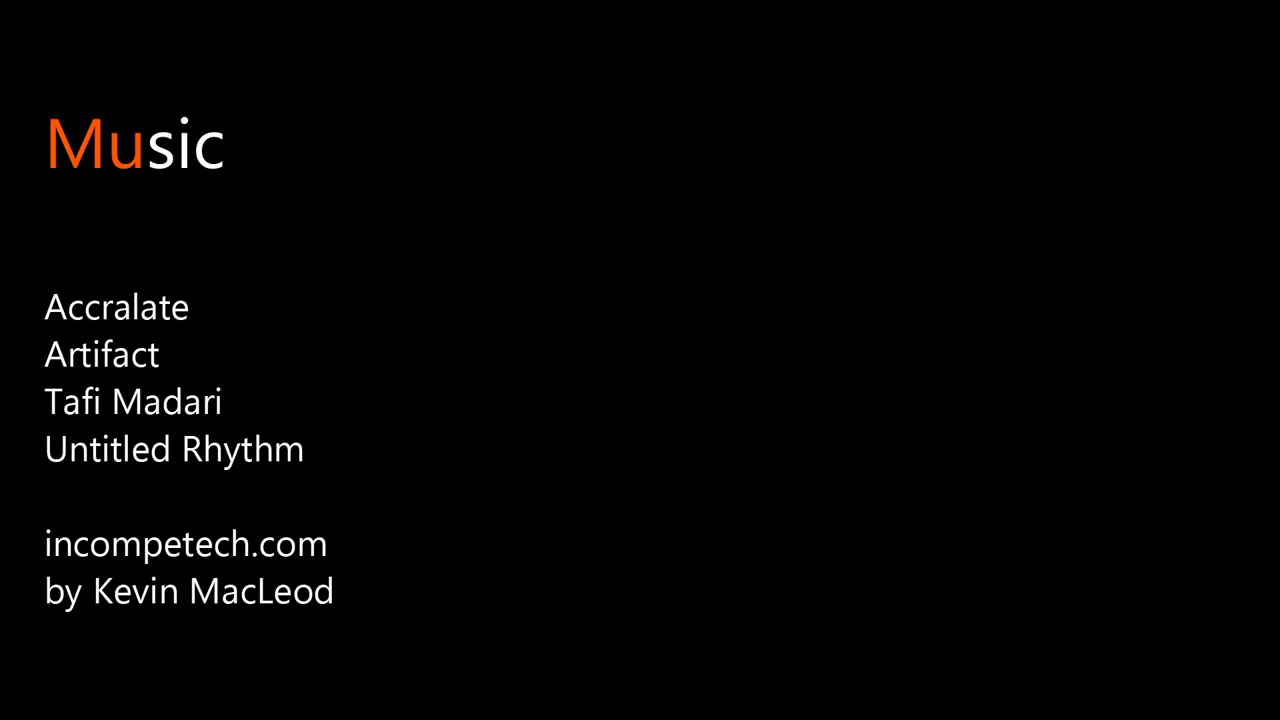 Music
Accralate
Artifact
Tafi Madari
Untitled Rhythm
incompetech.com
by Kevin MacLeod